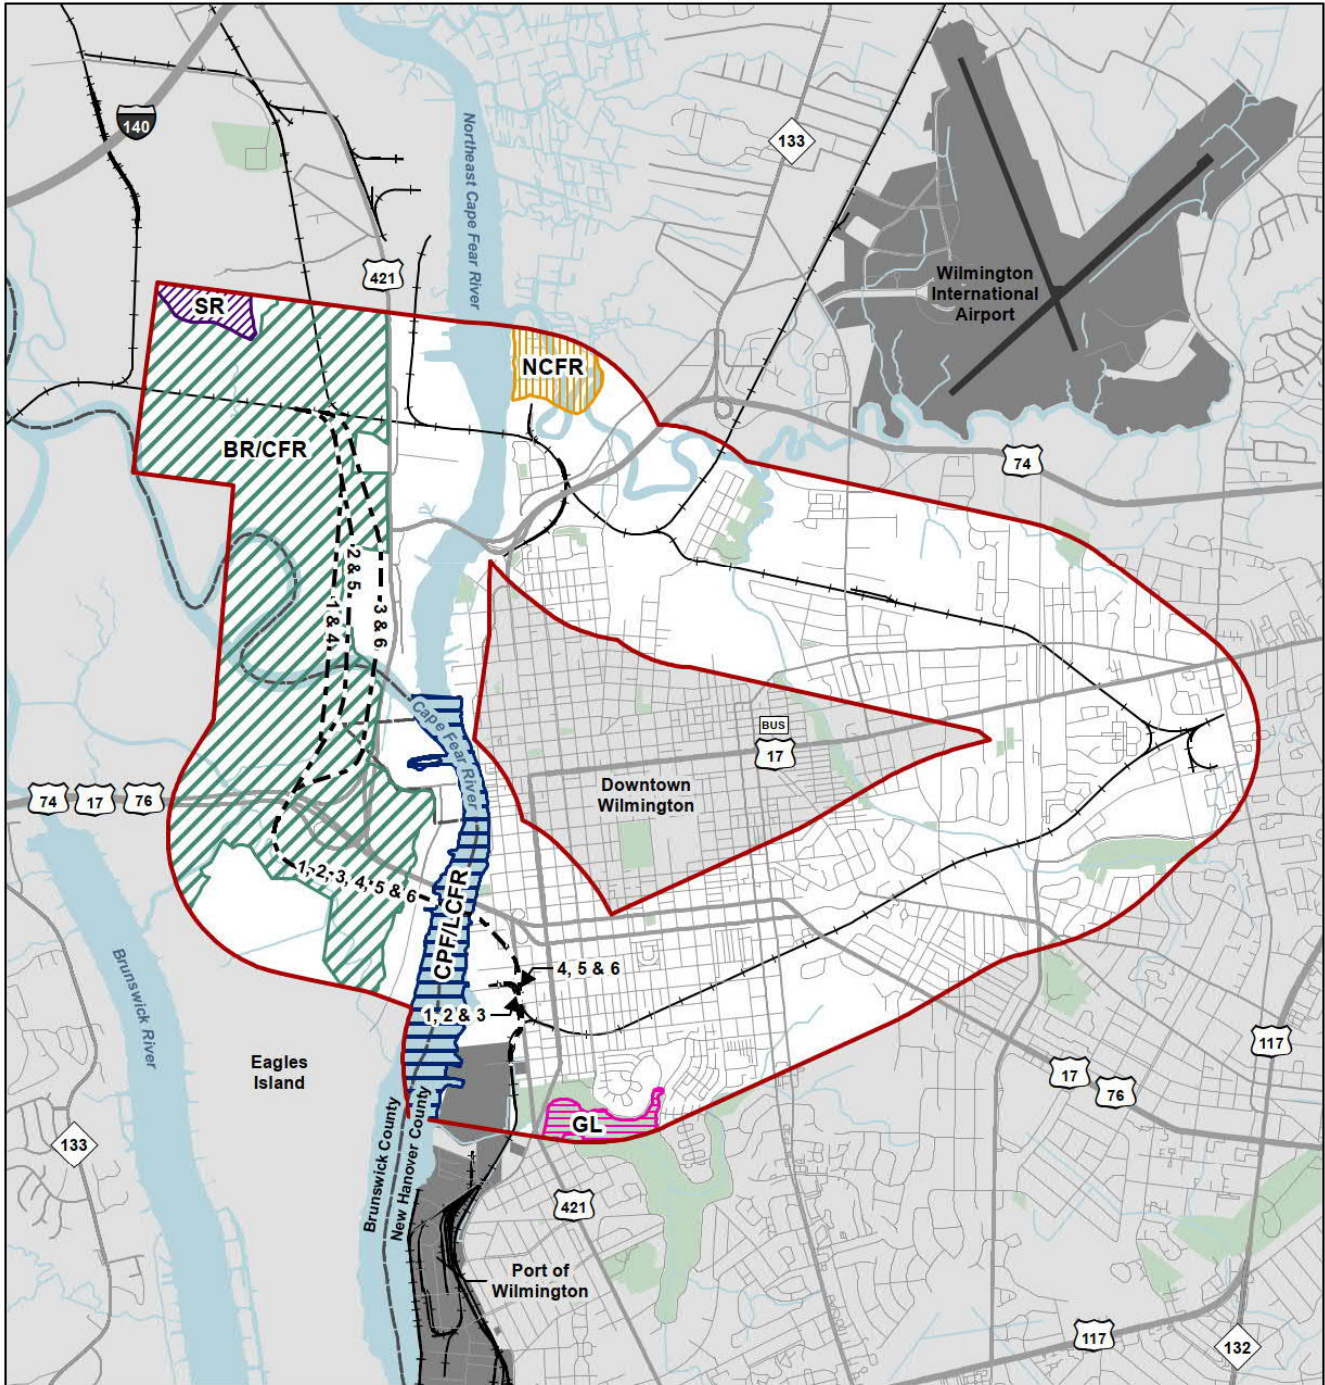 140
Northeast Cape Fear River
133
421
Wilmington
International
Airport
SR
NCFR
BR/CFR
74
2 & 5
1 & 4
3 & 6
Cape Fear River
BUS
17
Downtown
Wilmington
74
17
76
1, 2, 3, 4, 5 & 6
CPF/LCFR
Brunswick River
4, 5 & 6
1, 2 & 3
Eagles
Island
117
17
76
GL
133
Brunswick County
New Hanover County
421
Port of
Wilmington
117
132